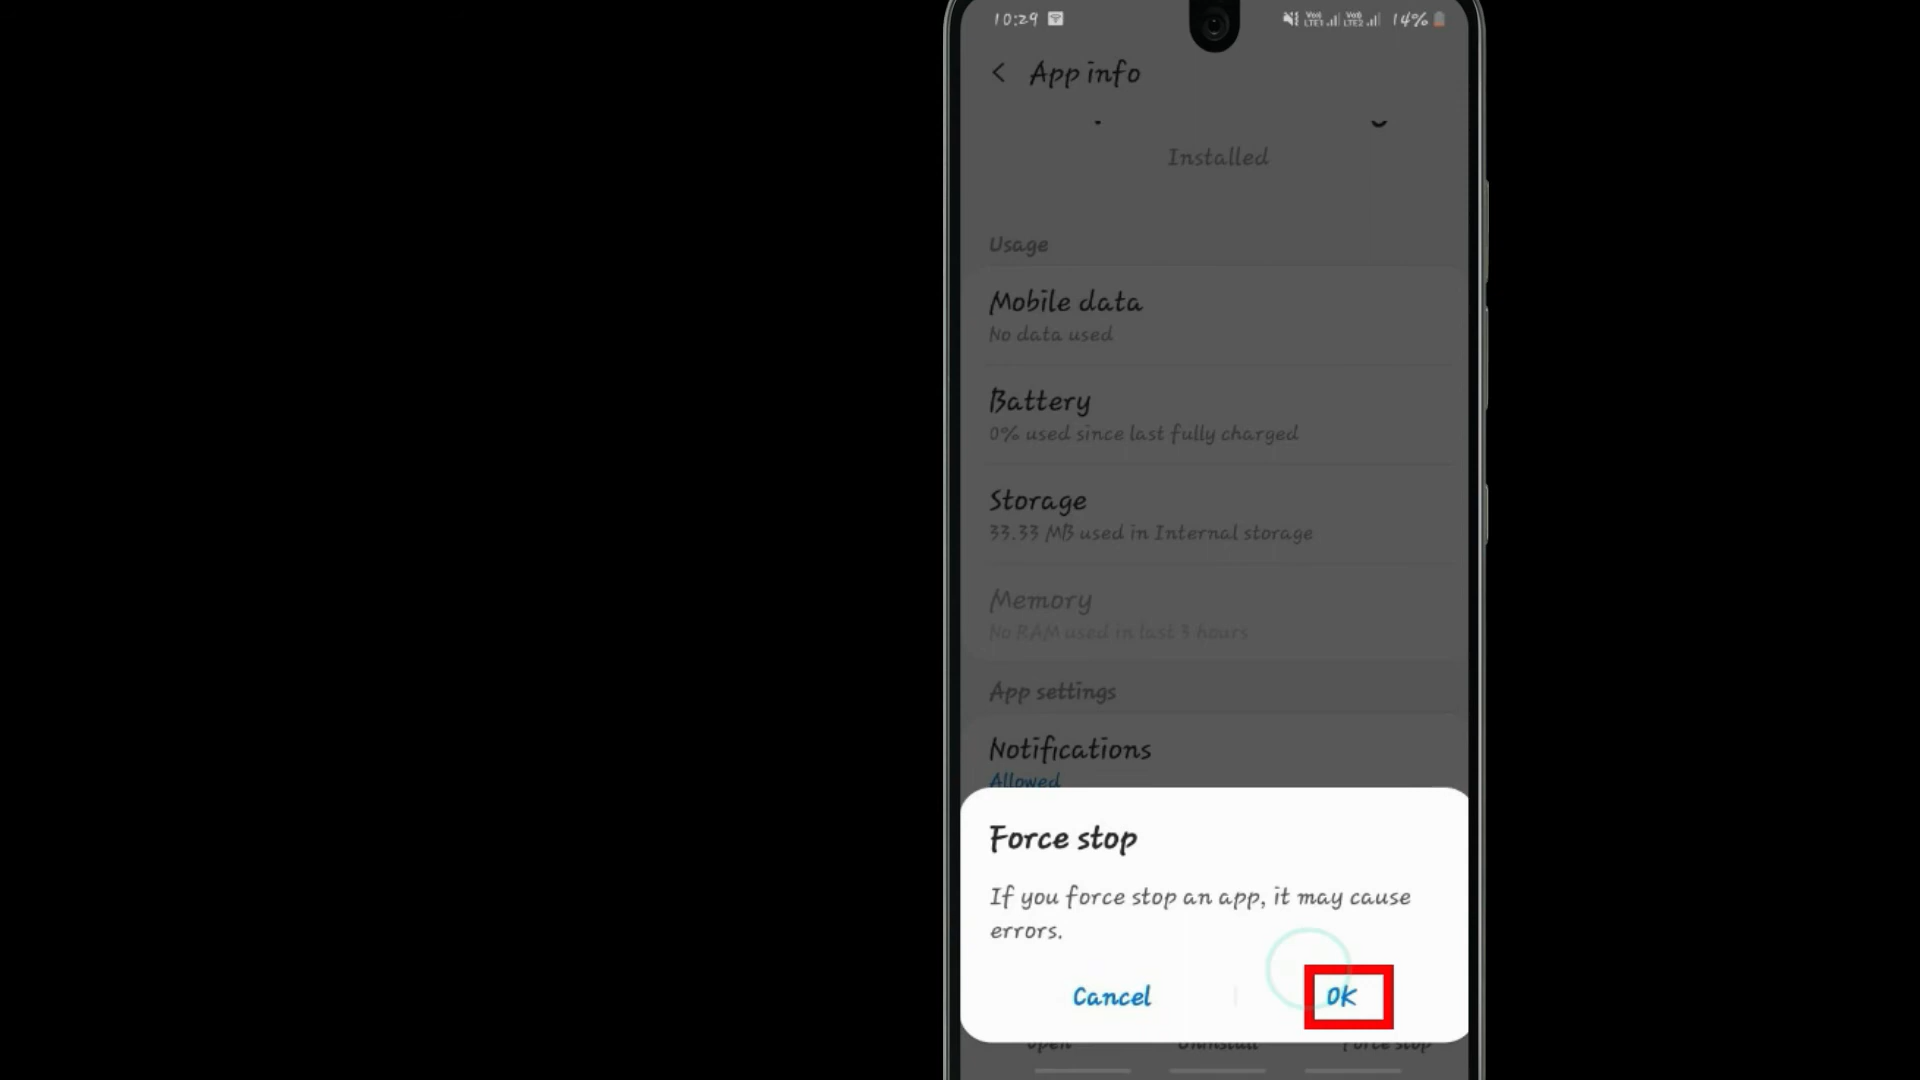 10:29 14%
App info
Installed
Usage
Mobile data
No data used
Battery
0% used since last fully charged
Storage
33.33 MB used in Internal storage
Memory
No RAM used in last 3 hours
App settings
Notifications
Allowed
Force stop
If you force stop an app, it may cause
errors.
Cancel OK
Open Uninstall Force stop